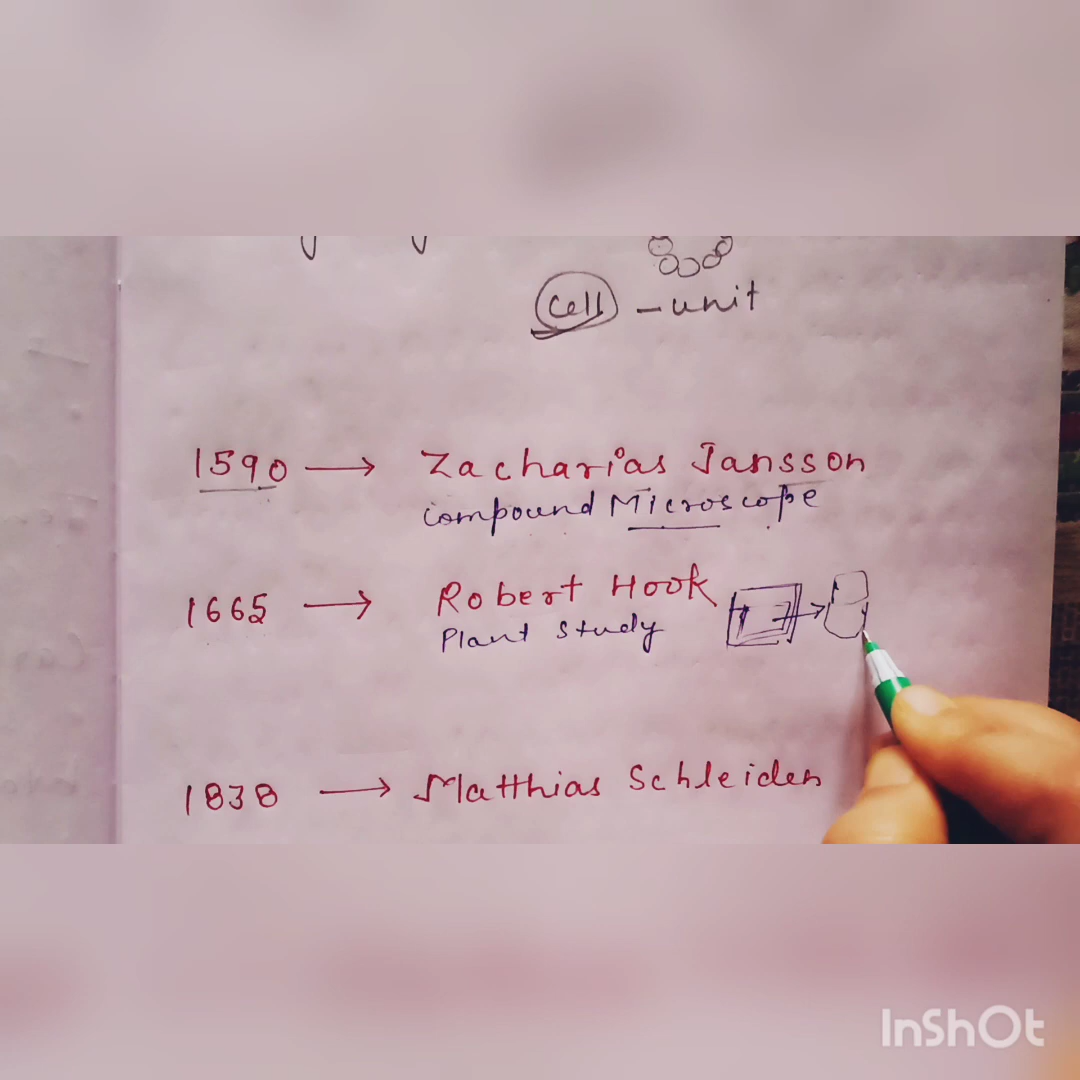 cell - unit
1590 → Zacharias Jansson
compound Microscope
1665 → Robert Hook
Plant study
1838 → Matthias Schleiden
InShOt